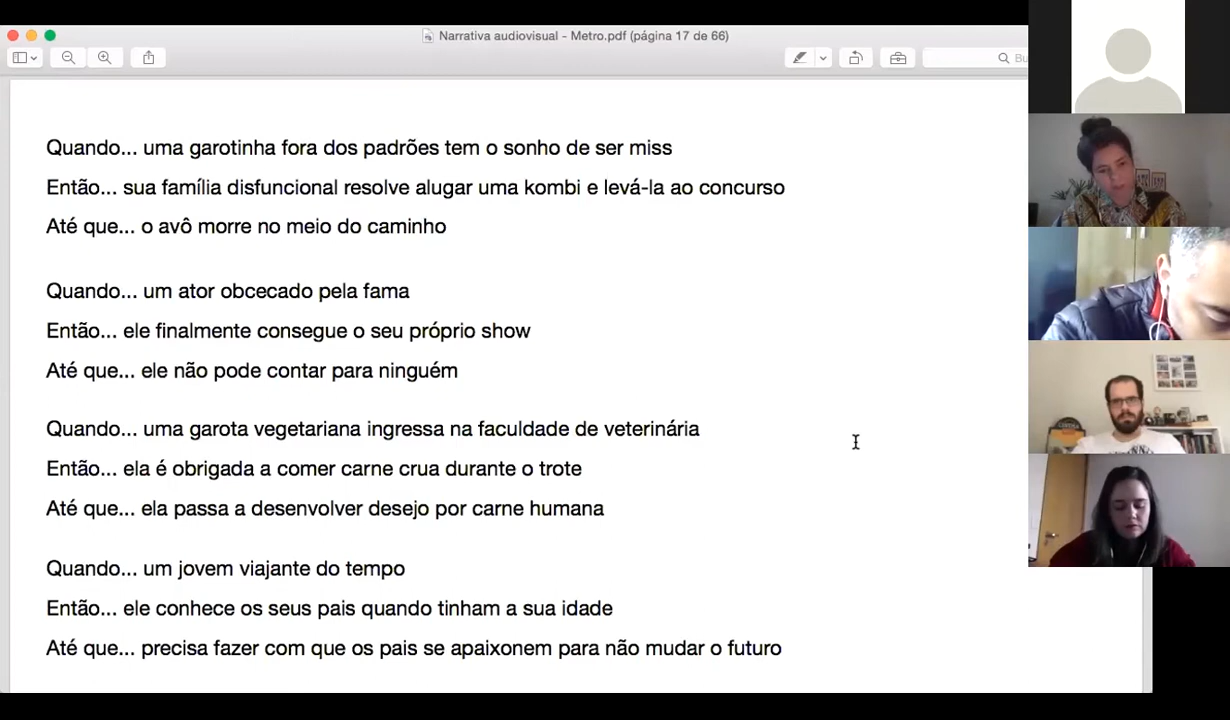 Narrativa audiovisual - Metro.pdf (página 17 de 66)
Quando... uma garotinha fora dos padrões tem o sonho de ser miss
Então... sua família disfuncional resolve alugar uma kombi e levá-la ao concurso
Até que... o avô morre no meio do caminho
Quando... um ator obcecado pela fama
Então... ele finalmente consegue o seu próprio show
Até que... ele não pode contar para ninguém
Quando... uma garota vegetariana ingressa na faculdade de veterinária
Então... ela é obrigada a comer carne crua durante o trote
Até que... ela passa a desenvolver desejo por carne humana
Quando... um jovem viajante do tempo
Então... ele conhece os seus pais quando tinham a sua idade
Até que... precisa fazer com que os pais se apaixonem para não mudar o futuro